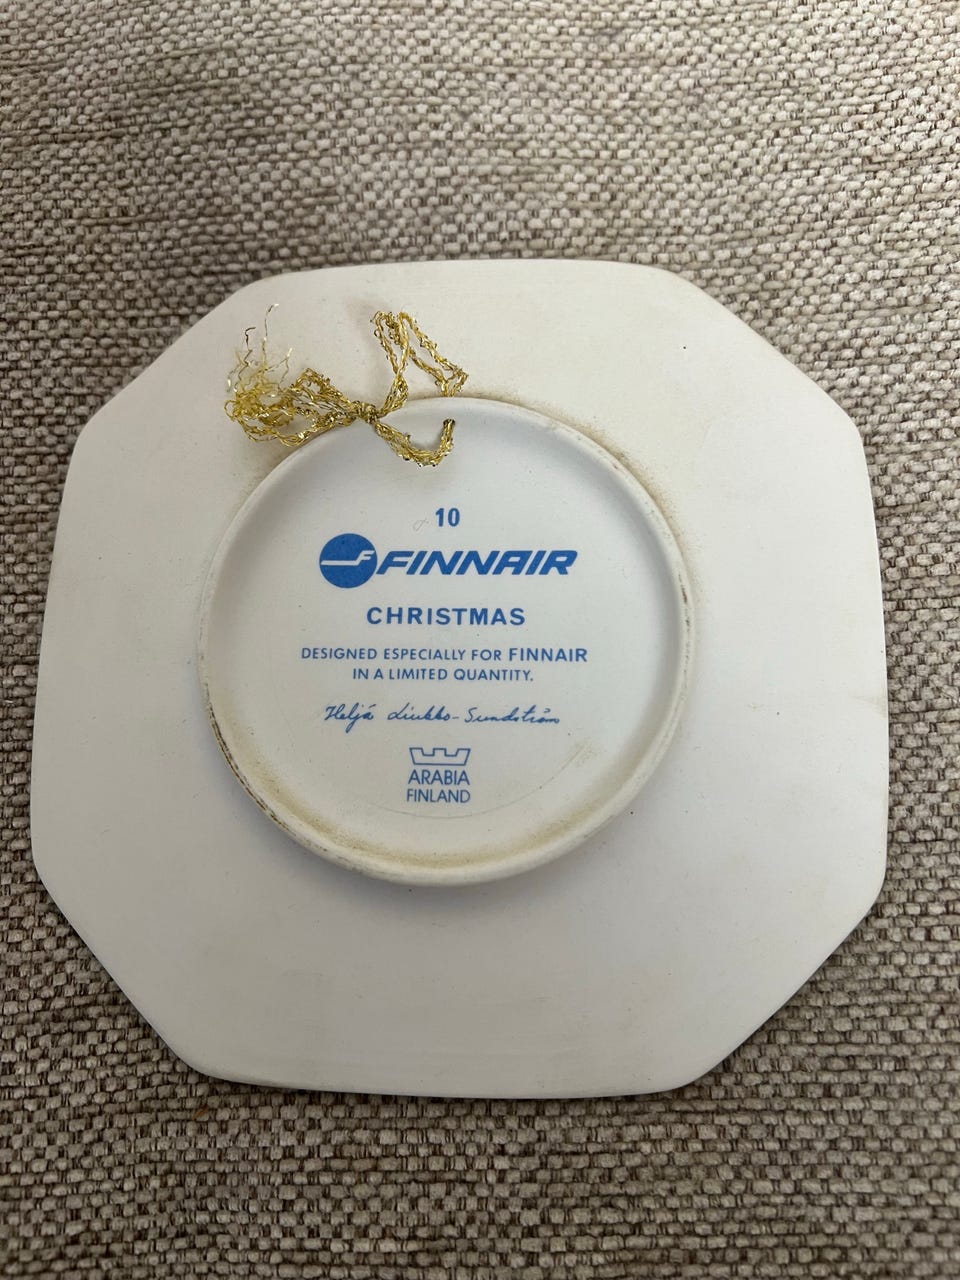 10
FINNAIR
CHRISTMAS
DESIGNED ESPECIALLY FOR FINNAIR
IN A LIMITED QUANTITY.
Heljä Liukko-Sundström
ARABIA
FINLAND